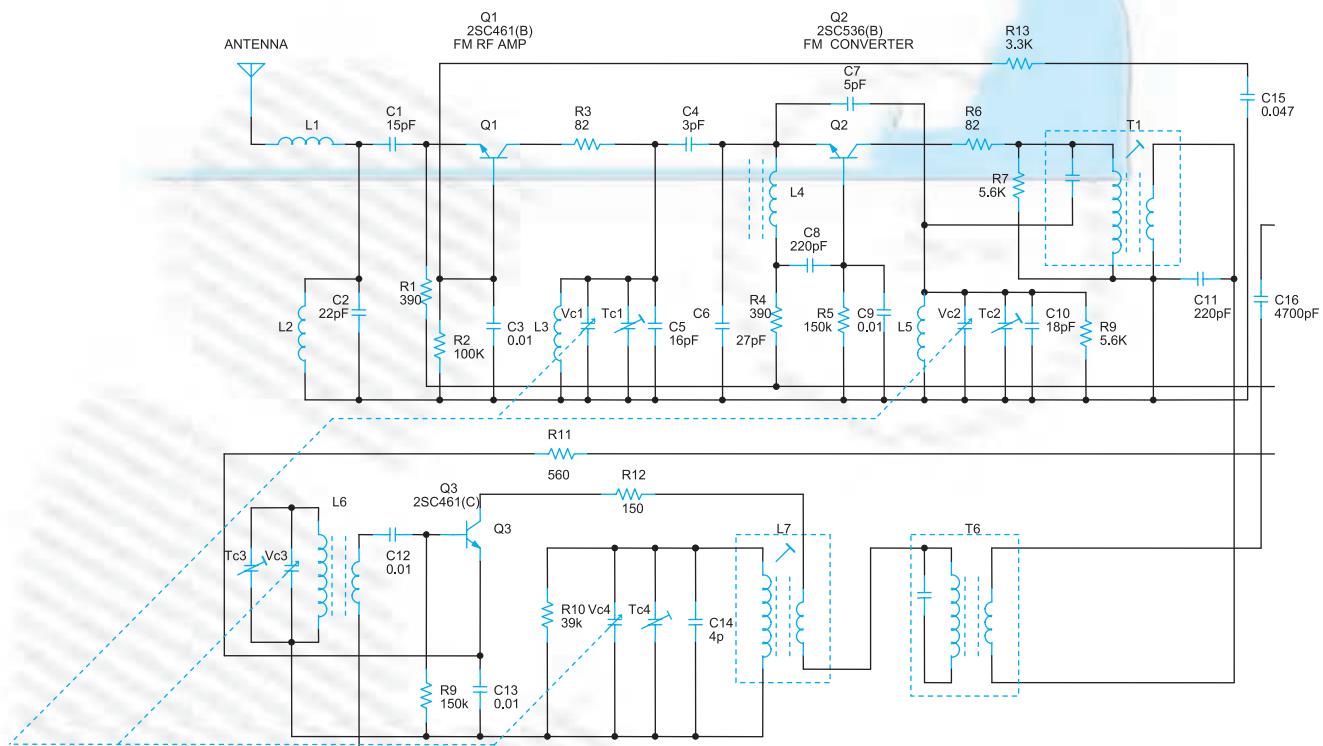 Q1
2SC461(B)
FM RF AMP
Q2
2SC536(B)
FM CONVERTER
R13
3.3K
ANTENNA
C7
5pF
C15
0.047
L1
C1
15pF
Q1
R3
82
C4
3pF
Q2
R6
82
T1
R7
5.6K
L4
C8
220pF
R1
390
C2
22pF
L2
R2
100K
C3
0.01
L3
Vc1
Tc1
C5
16pF
C6
27pF
R4
390
R5
150k
C9
0.01
L5
Vc2
Tc2
C10
18pF
R9
5.6K
C11
220pF
C16
4700pF
R11
560
R12
150
Q3
2SC461(C)
Q3
L6
L7
T6
Tc3
Vc3
C12
0.01
R10
39k
Vc4
Tc4
C14
4p
R9
150k
C13
0.01